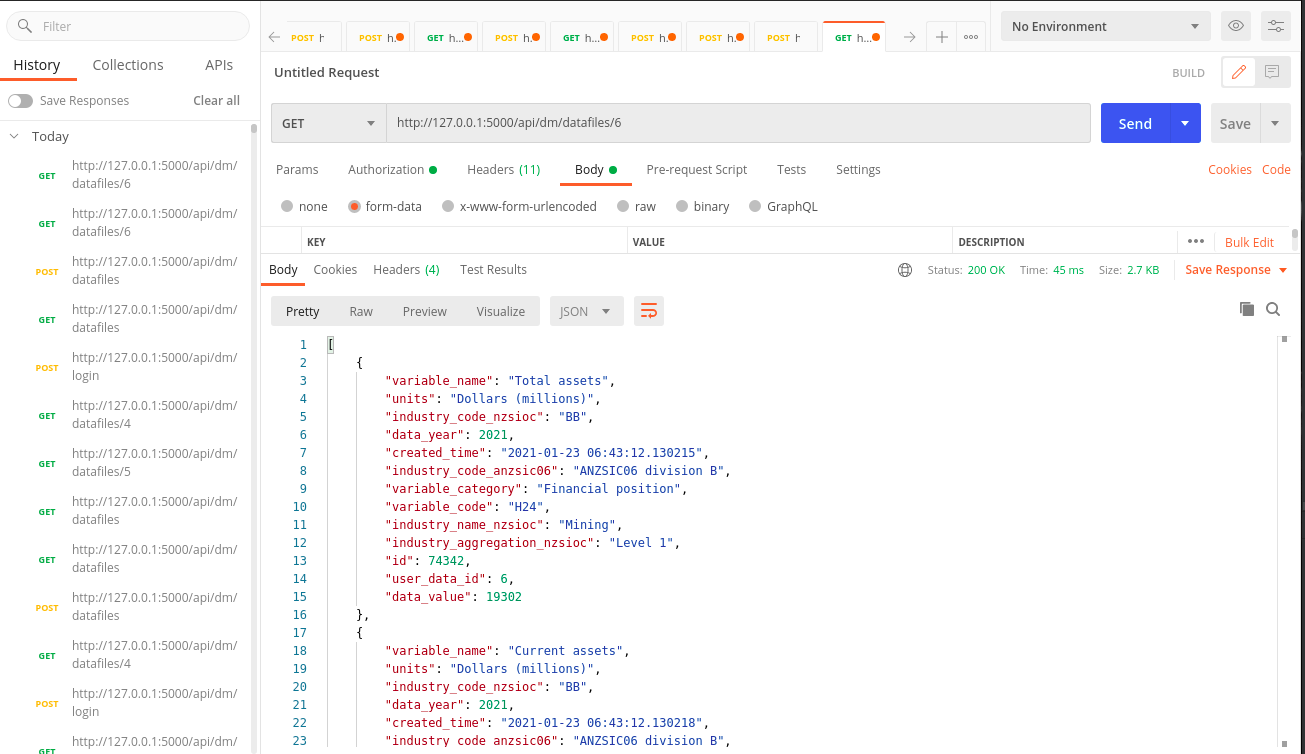 Filter
History Collections APIs
Save Responses Clear all
Today
GET http://127.0.0.1:5000/api/dm/
datafiles/6
GET http://127.0.0.1:5000/api/dm/
datafiles/6
POST http://127.0.0.1:5000/api/dm/
datafiles
GET http://127.0.0.1:5000/api/dm/
datafiles
POST http://127.0.0.1:5000/api/dm/
login
GET http://127.0.0.1:5000/api/dm/
datafiles/4
GET http://127.0.0.1:5000/api/dm/
datafiles/5
GET http://127.0.0.1:5000/api/dm/
datafiles
GET http://127.0.0.1:5000/api/dm/
datafiles
POST http://127.0.0.1:5000/api/dm/
datafiles
GET http://127.0.0.1:5000/api/dm/
datafiles/4
POST http://127.0.0.1:5000/api/dm/
login
GET http://127.0.0.1:5000/api/dm/
POST h POST h. GET h... POST h. GET h... POST h. POST h. POST h GET h...
No Environment
Untitled Request BUILD
GET http://127.0.0.1:5000/api/dm/datafiles/6 Send Save
Params Authorization Headers (11) Body Pre-request Script Tests Settings Cookies Code
none form-data x-www-form-urlencoded raw binary GraphQL
KEY VALUE DESCRIPTION Bulk Edit
Body Cookies Headers (4) Test Results Status: 200 OK Time: 45 ms Size: 2.7 KB Save Response
Pretty Raw Preview Visualize JSON
1 [
2 {
3 "variable_name": "Total assets",
4 "units": "Dollars (millions)",
5 "industry_code_nzsioc": "BB",
6 "data_year": 2021,
7 "created_time": "2021-01-23 06:43:12.130215",
8 "industry_code_anzsic06": "ANZSIC06 division B",
9 "variable_category": "Financial position",
10 "variable_code": "H24",
11 "industry_name_nzsioc": "Mining",
12 "industry_aggregation_nzsioc": "Level 1",
13 "id": 74342,
14 "user_data_id": 6,
15 "data_value": 19302
16 },
17 {
18 "variable_name": "Current assets",
19 "units": "Dollars (millions)",
20 "industry_code_nzsioc": "BB",
21 "data_year": 2021,
22 "created_time": "2021-01-23 06:43:12.130218",
23 "industry_code_anzsic06": "ANZSIC06 division B",